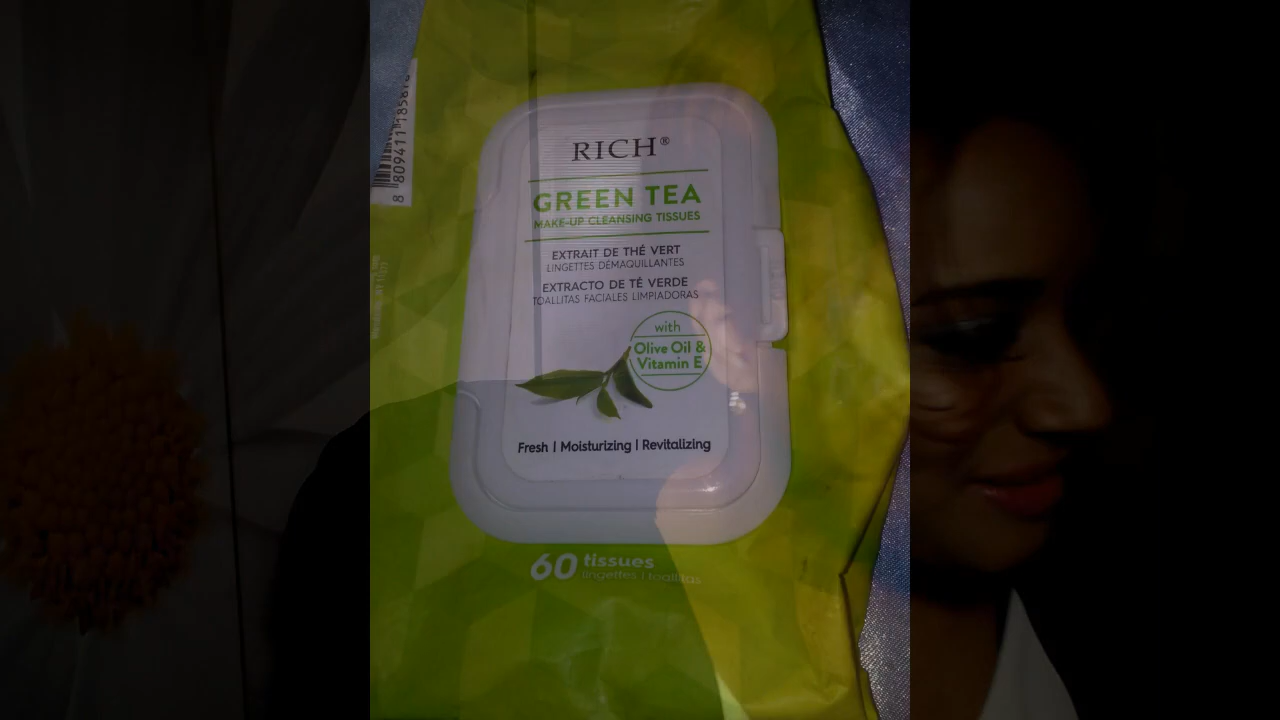 RICH®
GREEN TEA
MAKE-UP CLEANSING TISSUES
EXTRAIT DE THÉ VERT
LINGETTES DÉMAQUILLANTES
EXTRACTO DE TÉ VERDE
TOALLITAS FACIALES LIMPIADORAS
with
Olive Oil &
Vitamin E
Fresh | Moisturizing | Revitalizing
60 tissues
lingettes | toallitas